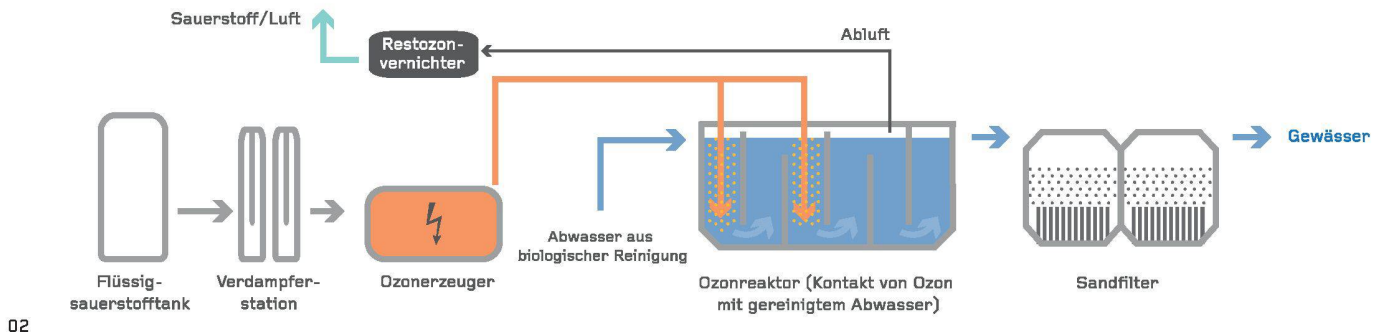 Sauerstoff/Luft
Restozon-
vernichter
Abluft
Gewässer
Abwasser aus
biologischer Reinigung
Flüssig-
sauerstofftank
Verdampfer-
station
Ozonerzeuger
Ozonreaktor (Kontakt von Ozon
mit gereinigtem Abwasser)
Sandfilter
02